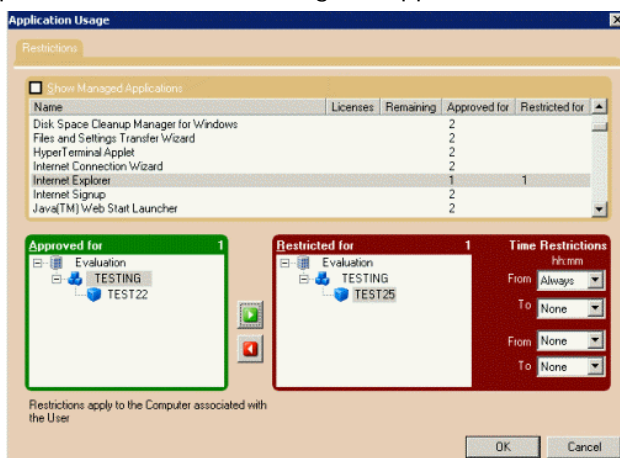 Application Usage
Restrictions
Show Managed Applications
Name Licenses Remaining Approved for Restricted for
Disk Space Cleanup Manager for Windows 2
Files and Settings Transfer Wizard 2
HyperTerminal Applet 2
Internet Connection Wizard 2
Internet Explorer 1 1
Internet Signup 2
Java(TM) Web Start Launcher 2
Approved for 1
Evaluation
TESTING
TEST22
Restricted for 1
Evaluation
TESTING
TEST25
Time Restrictions
hh:mm
From Always
To None
From None
To None
Restrictions apply to the Computer associated with
the User
OK Cancel